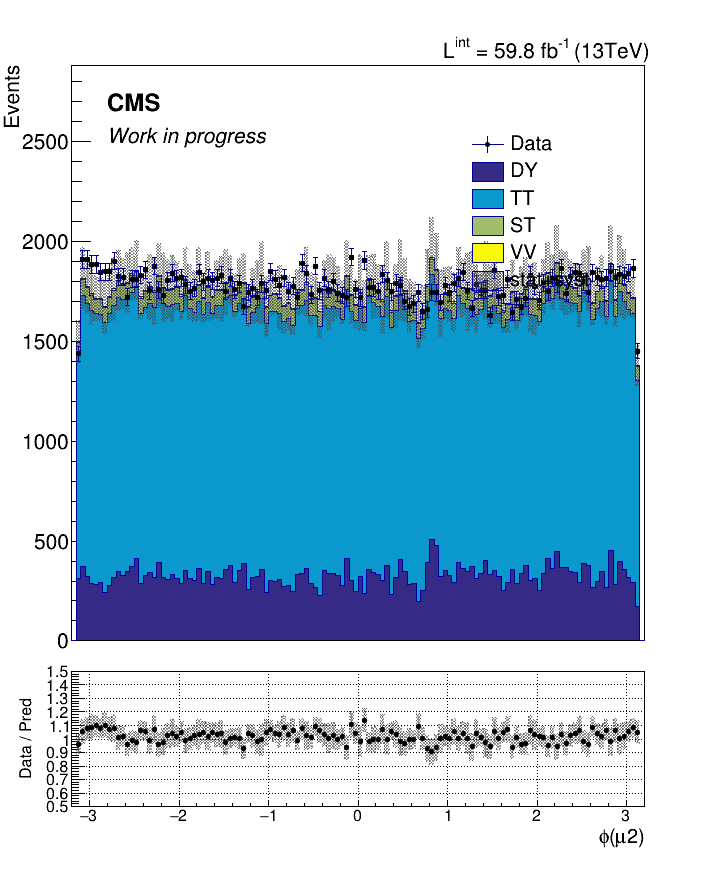 L^int = 59.8 fb^-1 (13TeV)
Events
CMS
Work in progress
Data
DY
TT
ST
VV
2500
2000
1500
1000
500
0
Data / Pred
1.5
1.4
1.3
1.2
1.1
1
0.9
0.8
0.7
0.6
0.5
−3 −2 −1 0 1 2 3
ϕ(μ2)